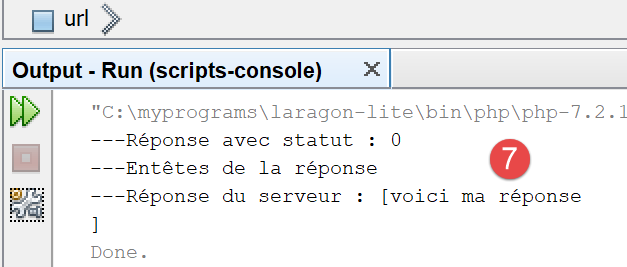 url
Output - Run (scripts-console)
"C:\myprograms\laragon-lite\bin\php\php-7.2.1
---Réponse avec statut : 0
---Entêtes de la réponse
7
---Réponse du serveur : [voici ma réponse
]
Done.